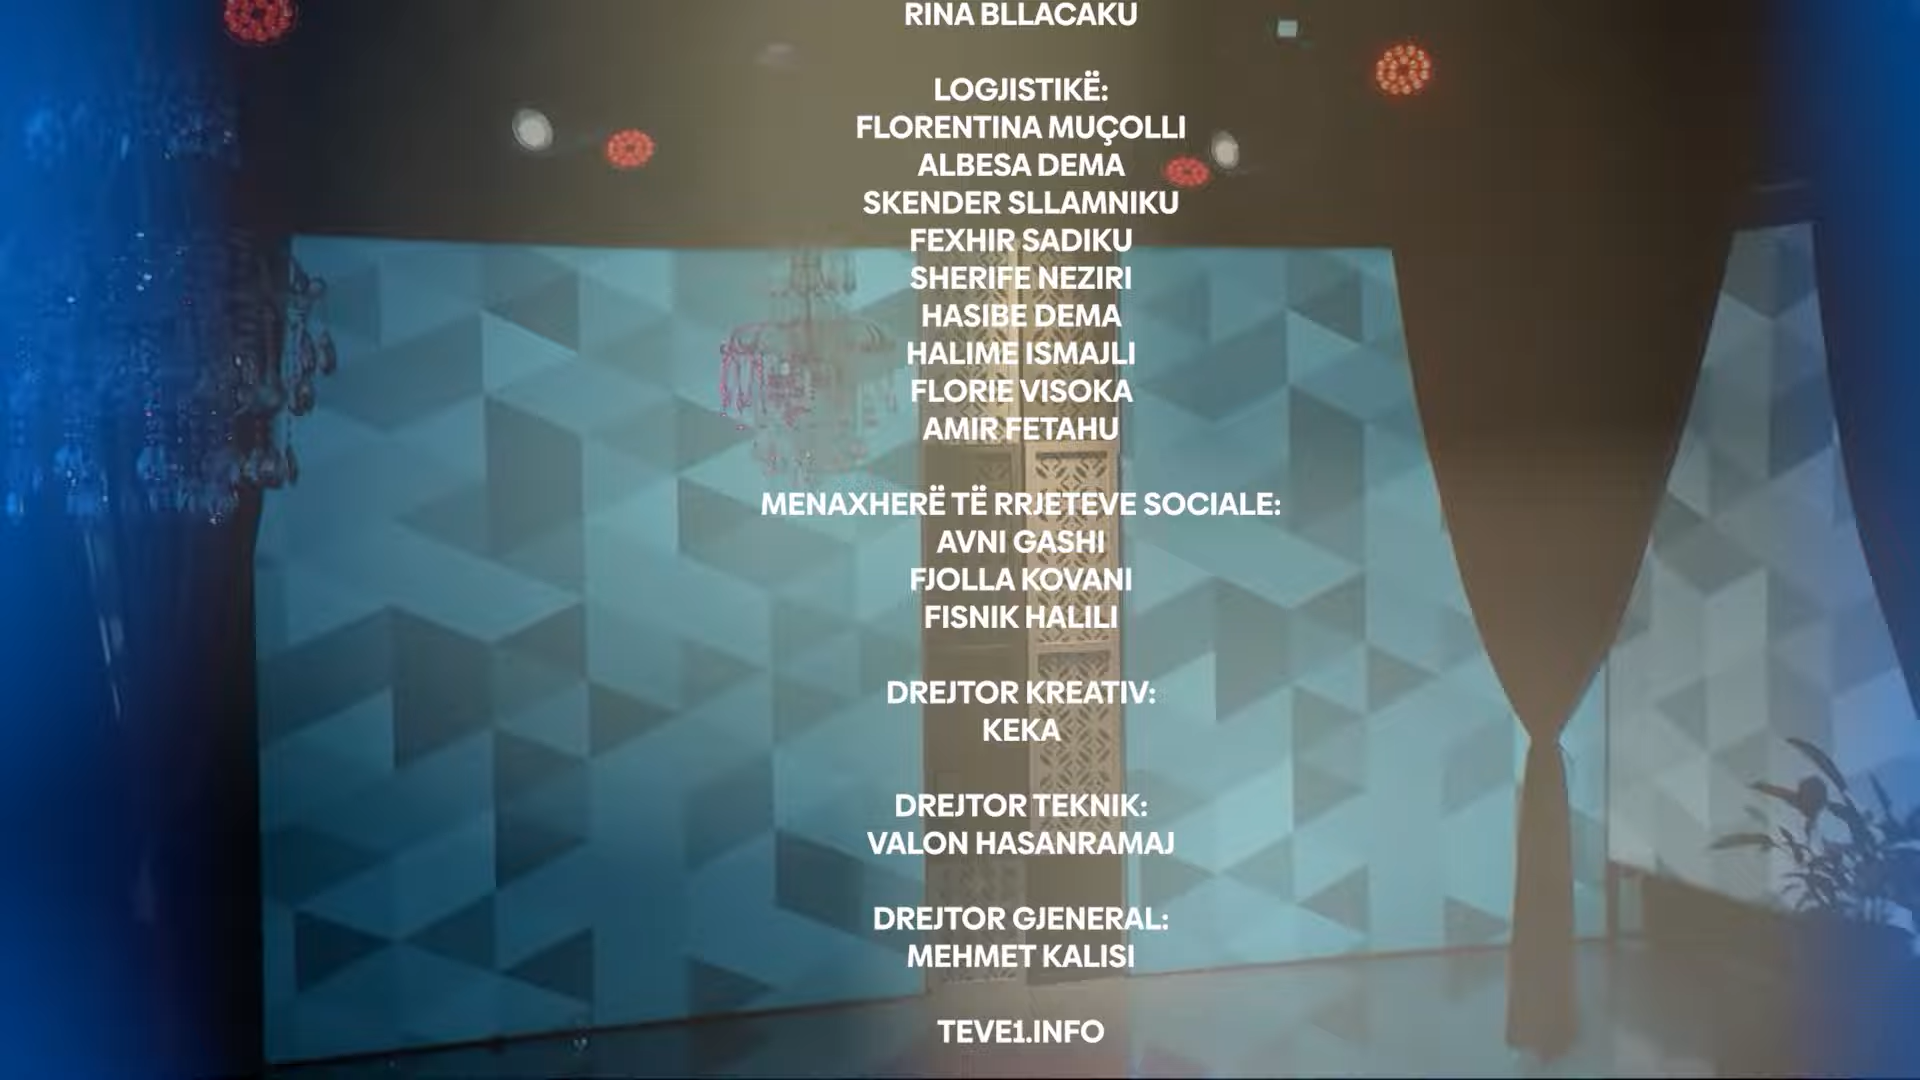 RINA BLLACAKU
LOGJISTIKË:
FLORENTINA MUÇOLLI
ALBESA DEMA
SKENDER SLLAMNIKU
FEXHIR SADIKU
SHERIFE NEZIRI
HASIBE DEMA
HALIME ISMAJLI
FLORIE VISOKA
AMIR FETAHU
MENAXHERË TË RRJETEVE SOCIALE:
AVNI GASHI
FJOLLA KOVANI
FISNIK HALILI
DREJTOR KREATIV:
KEKA
DREJTOR TEKNIK:
VALON HASANRAMAJ
DREJTOR GJENERAL:
MEHMET KALISI
TEVE1.INFO